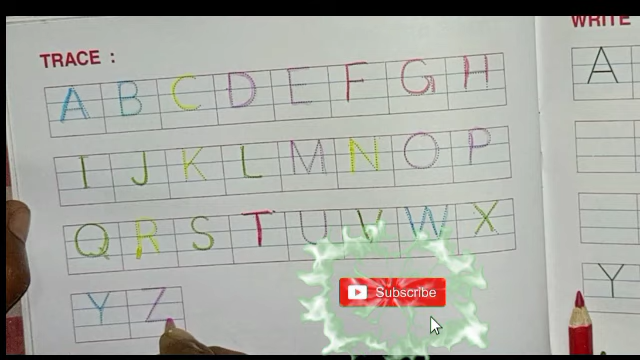 WRITE
TRACE :
A B C D E F G H
A
I J K L M N O P
Q R S T U V W X
Y Z
Y
Subscribe